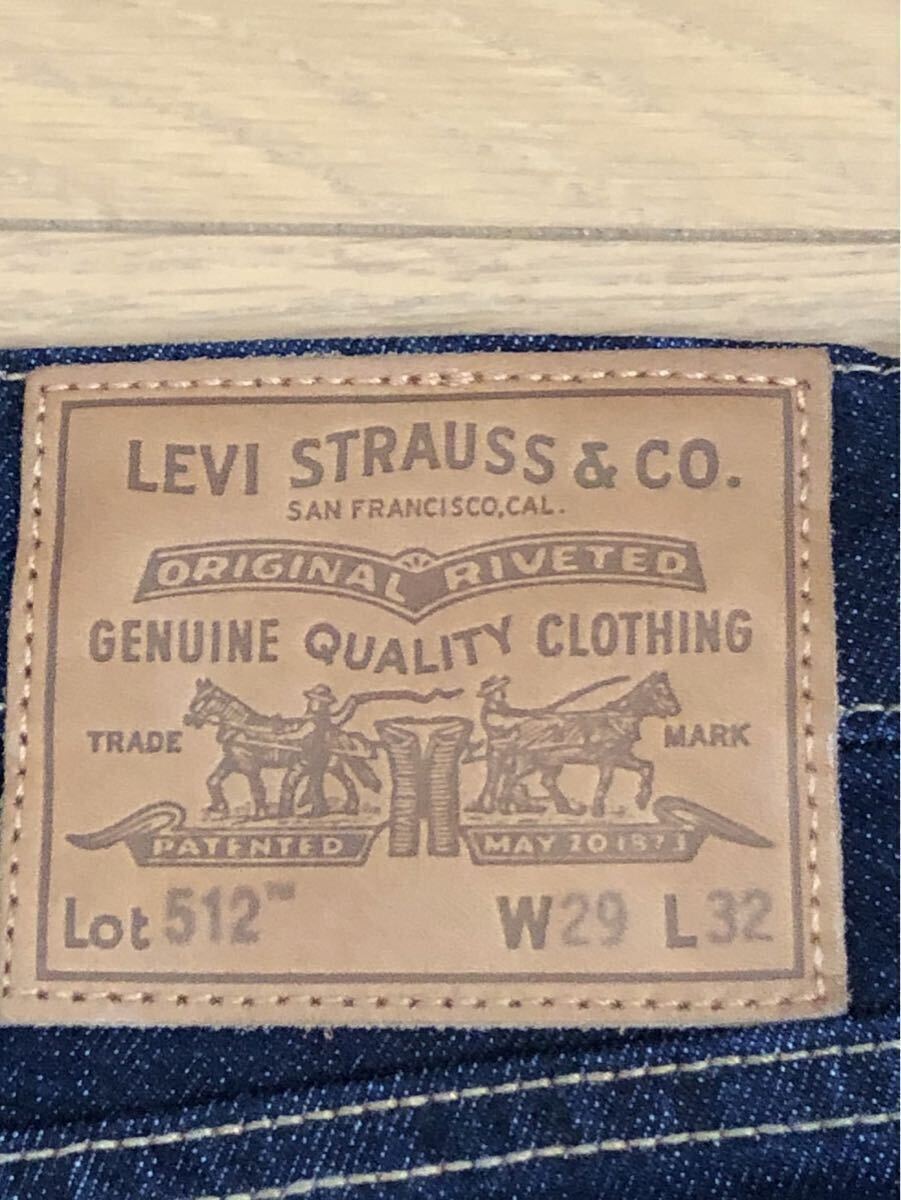 LEVI STRAUSS & CO.
SAN FRANCISCO, CAL.
ORIGINAL RIVETED
GENUINE QUALITY CLOTHING
TRADE MARK
PATENTED MAY 20 1873
Lot 512™ W29 L32